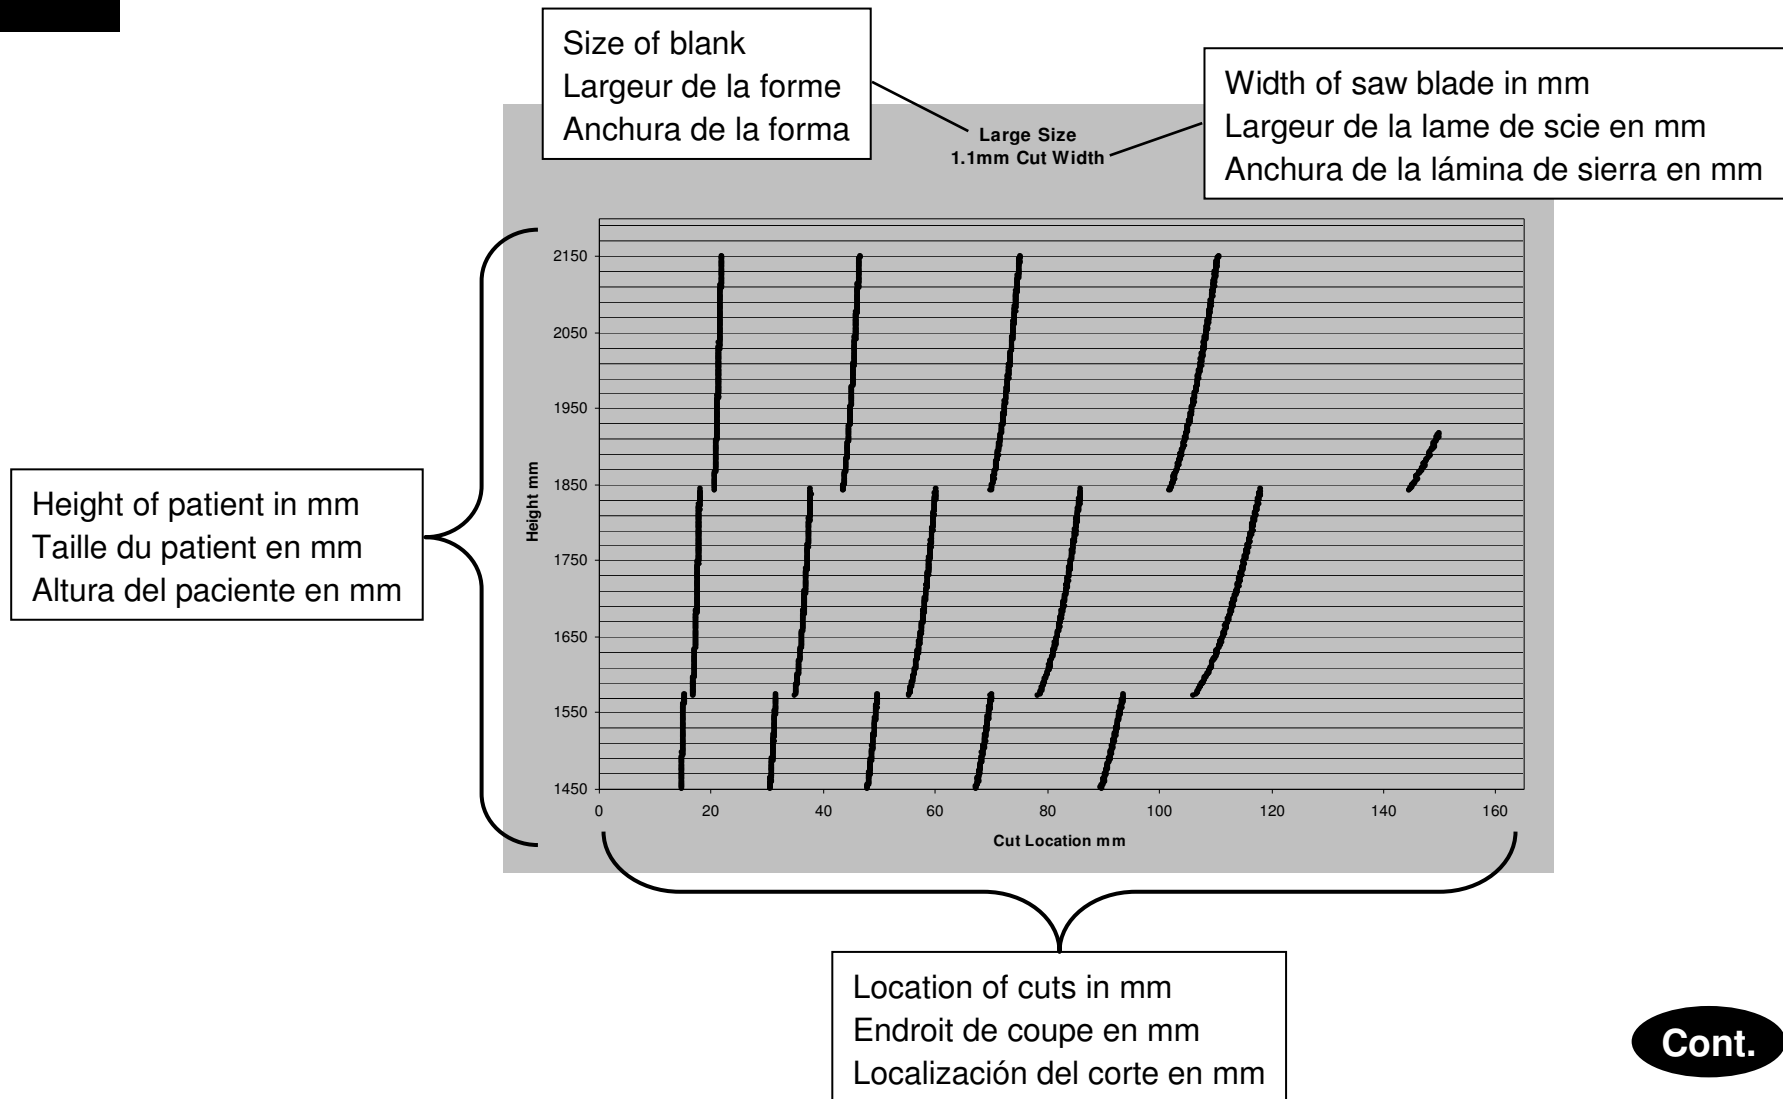 Size of blank
Largeur de la forme
Anchura de la forma
Width of saw blade in mm
Largeur de la lame de scie en mm
Anchura de la lámina de sierra en mm
Large Size
1.1mm Cut Width
Height of patient in mm
Taille du patient en mm
Altura del paciente en mm
Height mm
2150
2050
1950
1850
1750
1650
1550
1450
0 20 40 60 80 100 120 140 160
Cut Location mm
Location of cuts in mm
Endroit de coupe en mm
Localización del corte en mm
Cont.